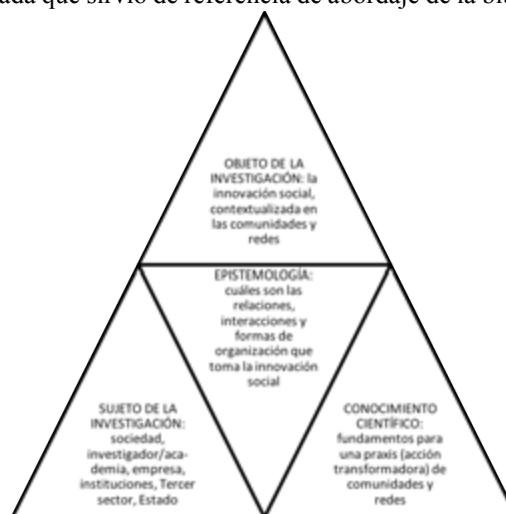 ada que sirvió de referencia de abordaje de la
OBJETO DE LA
INVESTIGACIÓN: la
innovación social,
contextualizada en
las comunidades y
redes
EPISTEMOLOGÍA:
cuáles son las
relaciones,
interacciones y
formas de
organización que
toma la innovación
social
SUJETO DE LA
INVESTIGACIÓN:
sociedad,
investigador/aca-
demia, empresa,
instituciones, Tercer
sector, Estado
CONOCIMIENTO
CIENTÍFICO:
fundamentos para
una praxis (acción
transformadora) de
comunidades y
redes